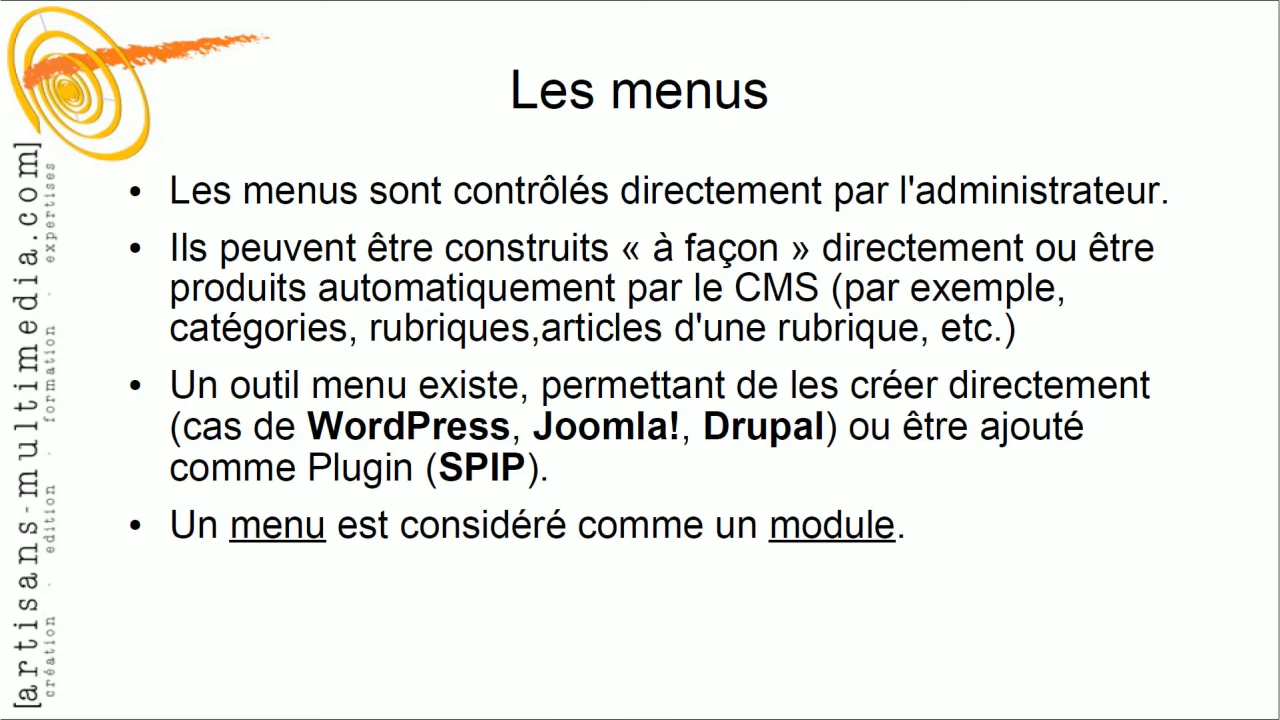 Les menus
• Les menus sont contrôlés directement par l'administrateur.
• Ils peuvent être construits « à façon » directement ou être
produits automatiquement par le CMS (par exemple,
catégories, rubriques,articles d'une rubrique, etc.)
• Un outil menu existe, permettant de les créer directement
(cas de WordPress, Joomla!, Drupal) ou être ajouté
comme Plugin (SPIP).
• Un menu est considéré comme un module.
[artisans-multimedia.com]
création . edition . formation . expertises